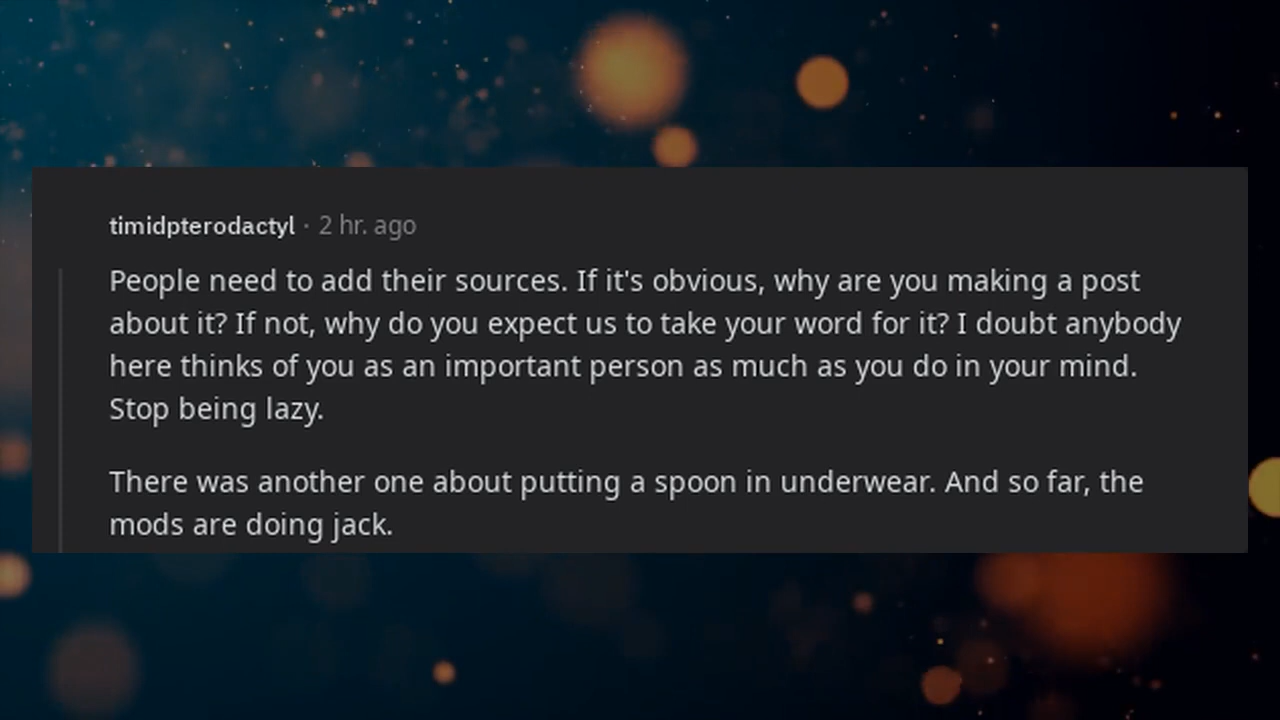 timidpterodactyl · 2 hr. ago
People need to add their sources. If it's obvious, why are you making a post
about it? If not, why do you expect us to take your word for it? I doubt anybody
here thinks of you as an important person as much as you do in your mind.
Stop being lazy.
There was another one about putting a spoon in underwear. And so far, the
mods are doing jack.